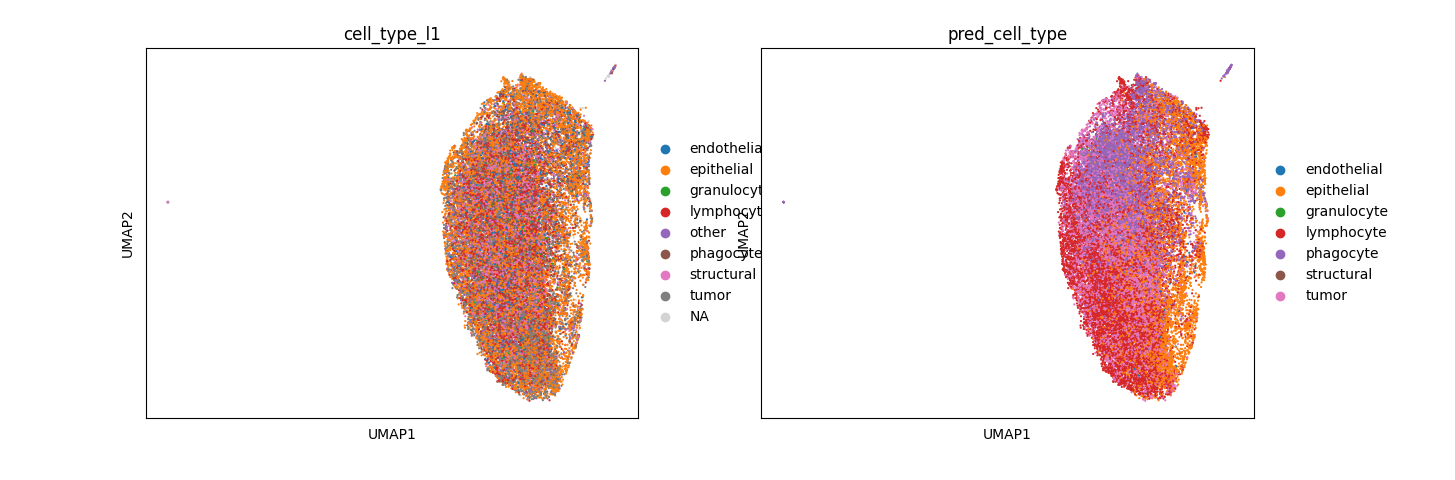 cell_type_l1
UMAP2
endothelia
epithelial
granulocyt
lymphocyt
other
phagocyte
structural
tumor
NA
UMAP1
pred_cell_type
UMAP2
endothelial
epithelial
granulocyte
lymphocyte
phagocyte
structural
tumor
UMAP1